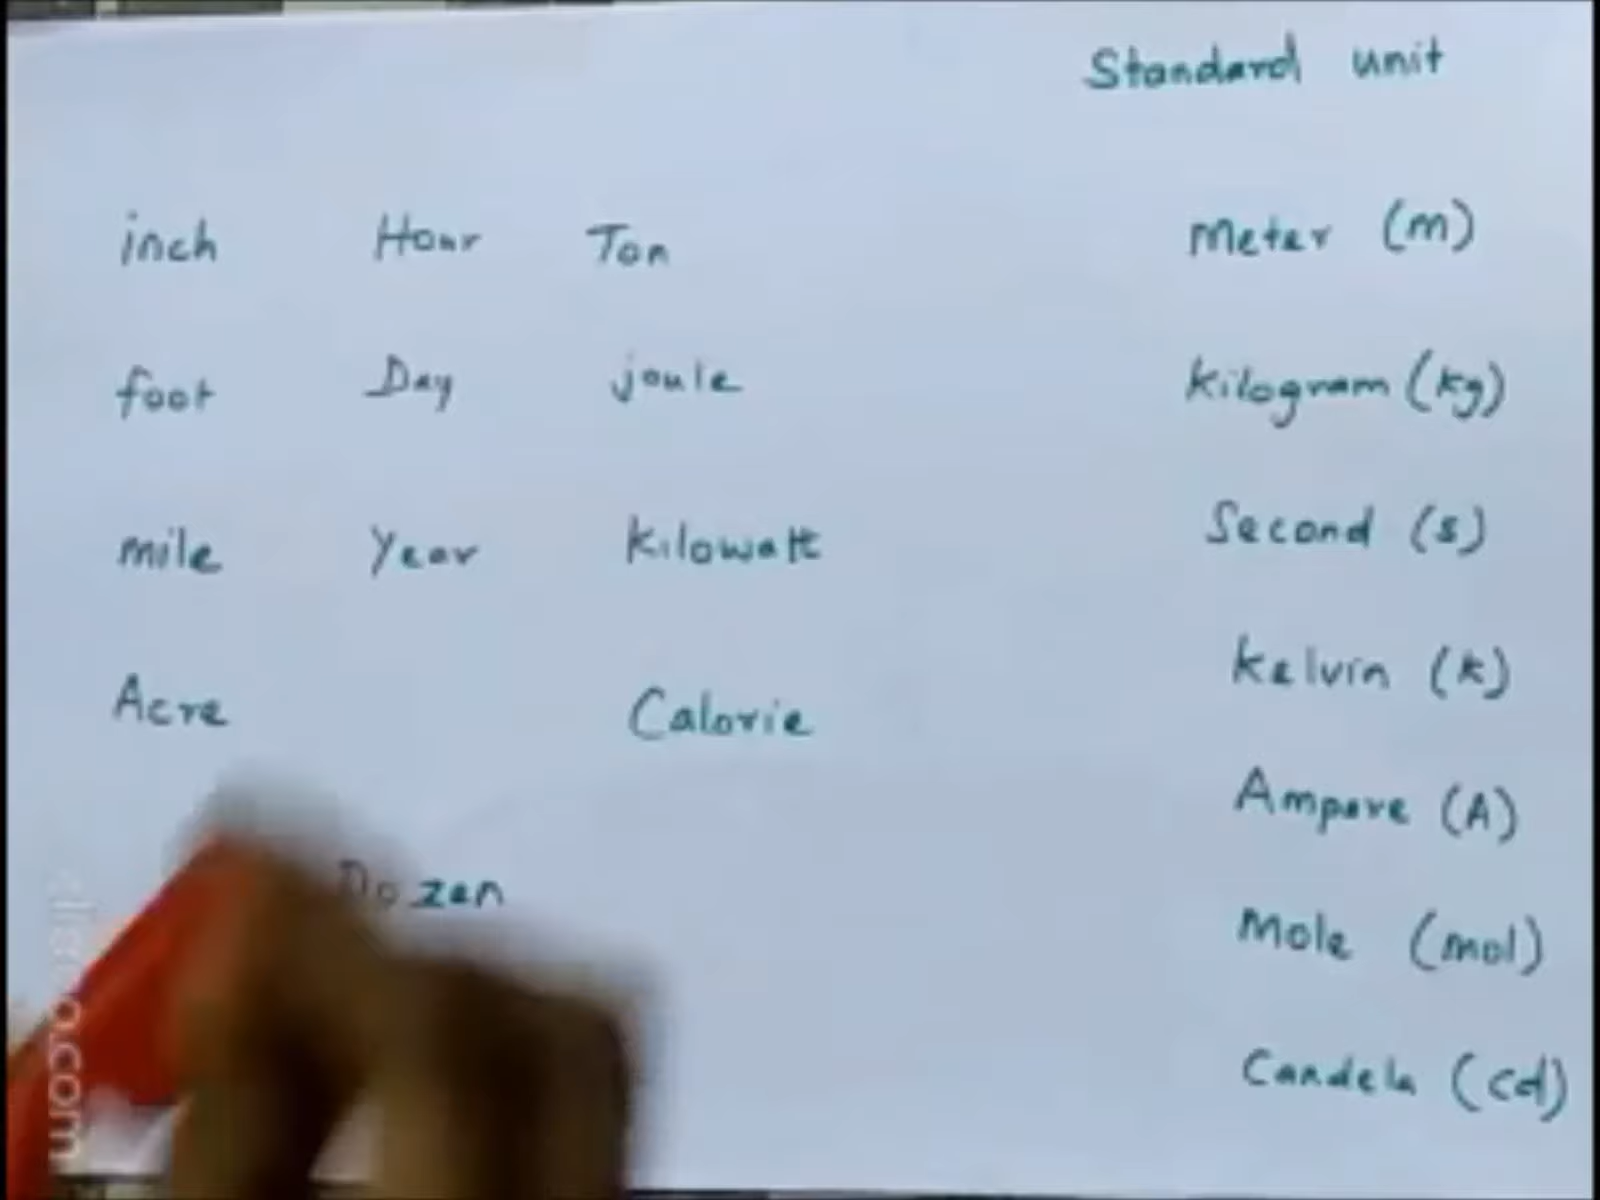 Standard unit
inch Hour Ton Meter (m)
foot Day joule Kilogram (kg)
mile Year Kilowatt Second (s)
Kelvin (K)
Acre Calorie
Ampere (A)
Dozen
Mole (mol)
Candela (cd)